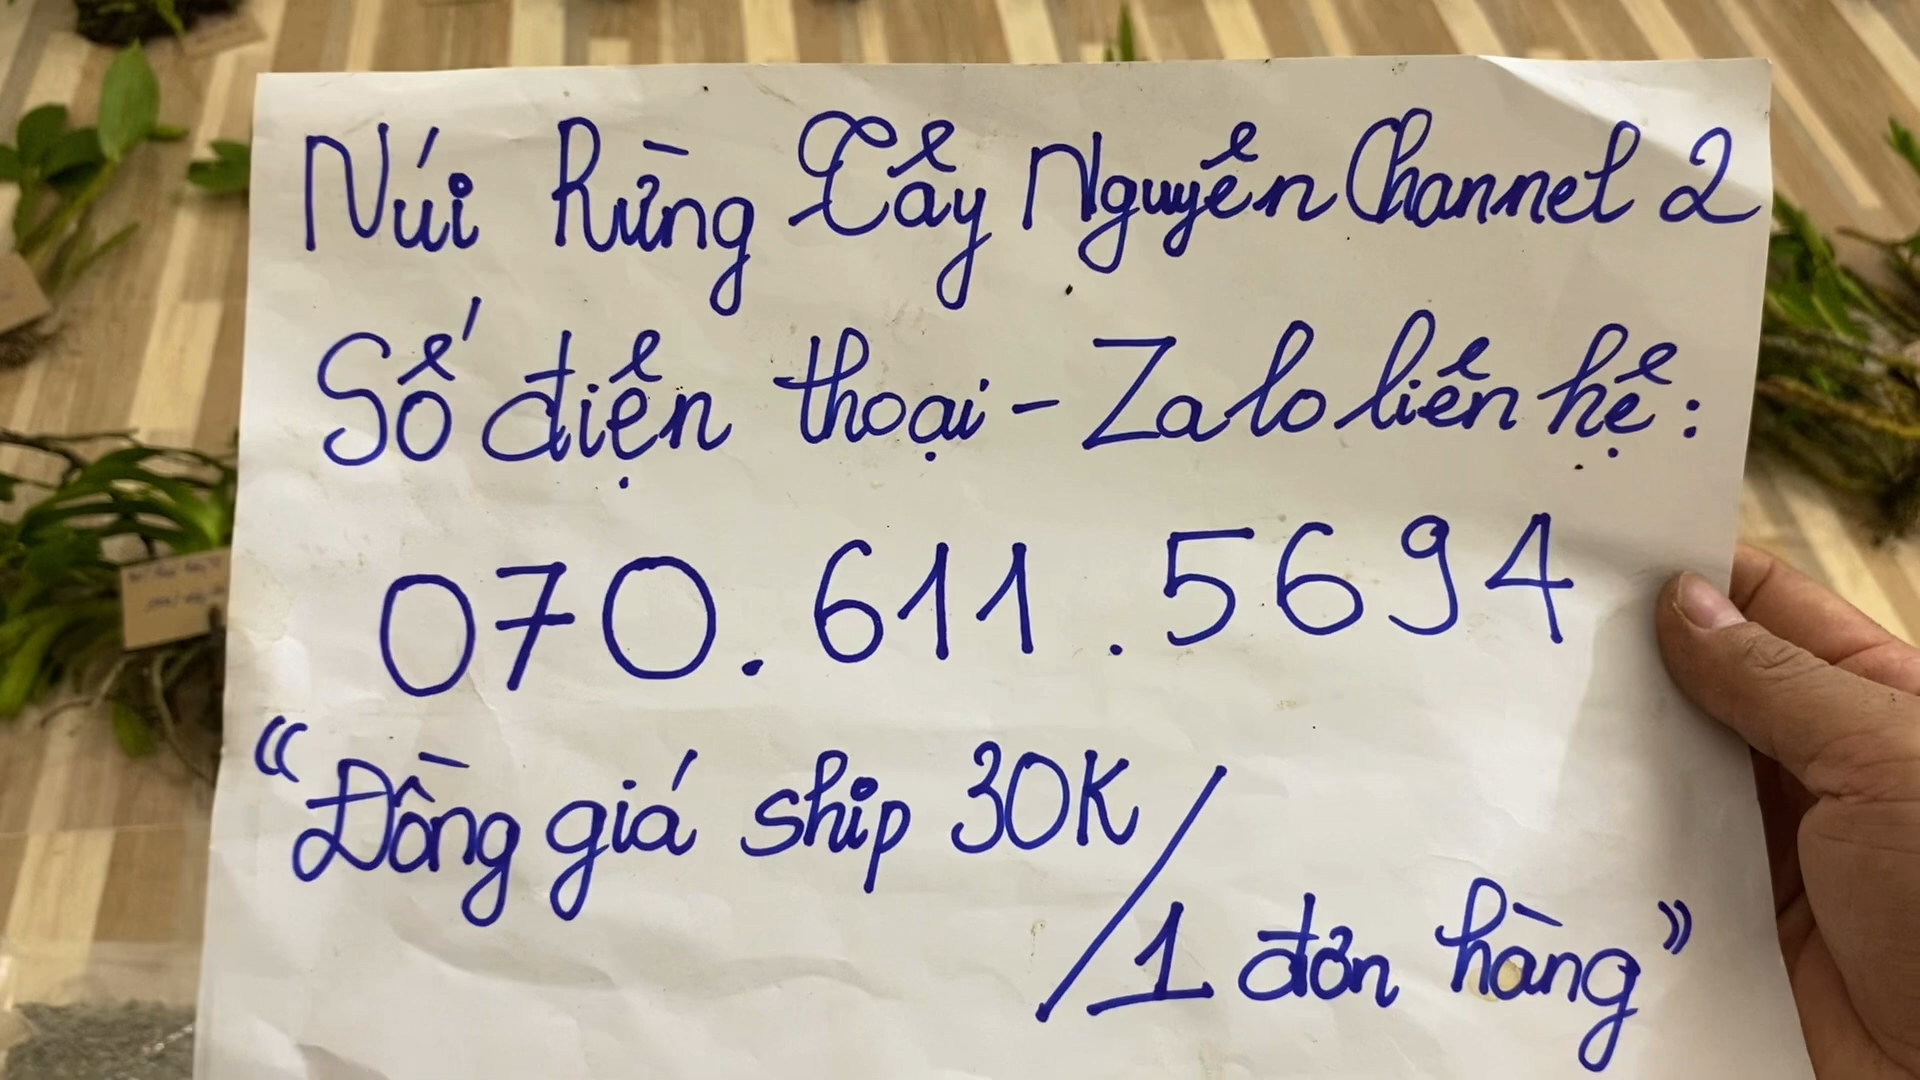 Núi Rừng Tây Nguyên Channel 2
Số điện thoại - Zalo liên hệ:
070.611.5694
"Đồng giá ship 30K
/1 đơn hàng"